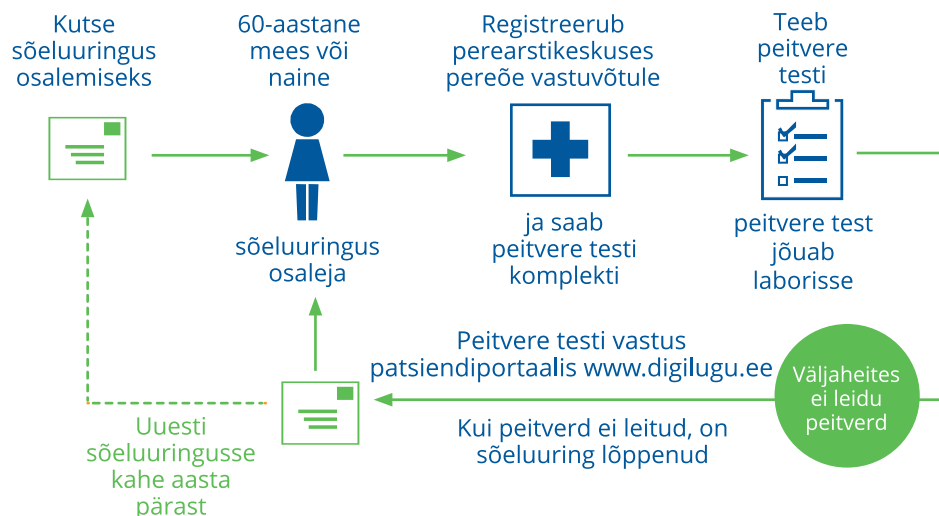 Kutse
sõeluuringus
osalemiseks
60-aastane
mees või
naine
sõeluuringus
osaleja
Registreerub
perearstikeskuses
pereõe vastuvõtule
ja saab
peitvere testi
komplekti
Teeb
peitvere
testi
peitvere test
jõuab
laborisse
Väljaheites
ei leidu
peitverd
Peitvere testi vastus
patsiendiportaalis www.digilugu.ee
Kui peitverd ei leitud, on
sõeluuring lõppenud
Uuesti
sõeluuringusse
kahe aasta
pärast